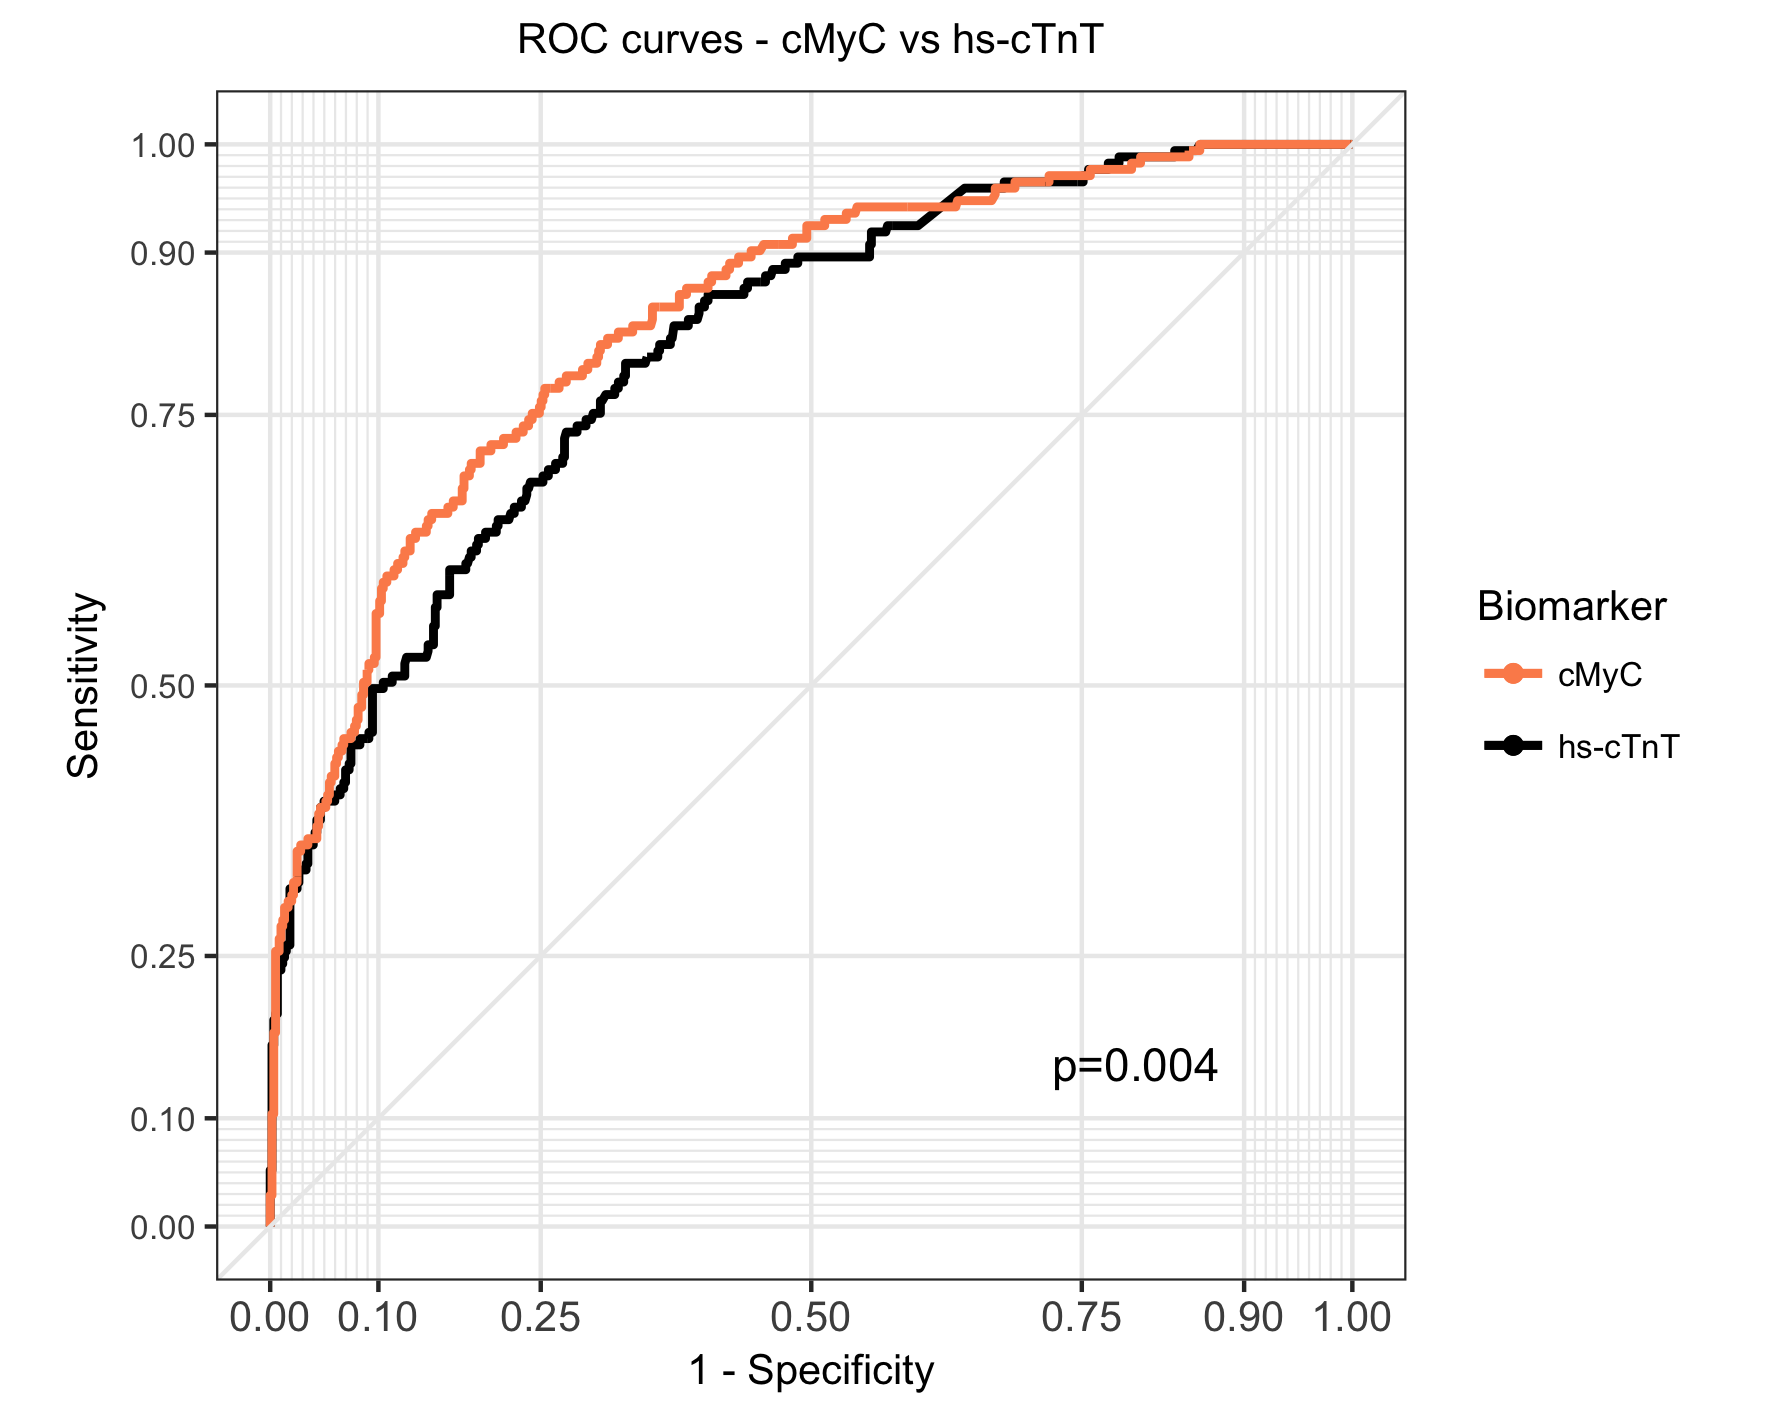 ROC curves - cMyC vs hs-cTnT
1.00
0.90
0.75
0.50
0.25
0.10
0.00
Sensitivity
p=0.004
0.00 0.10 0.25 0.50 0.75 0.90 1.00
1 - Specificity
Biomarker
cMyC
hs-cTnT